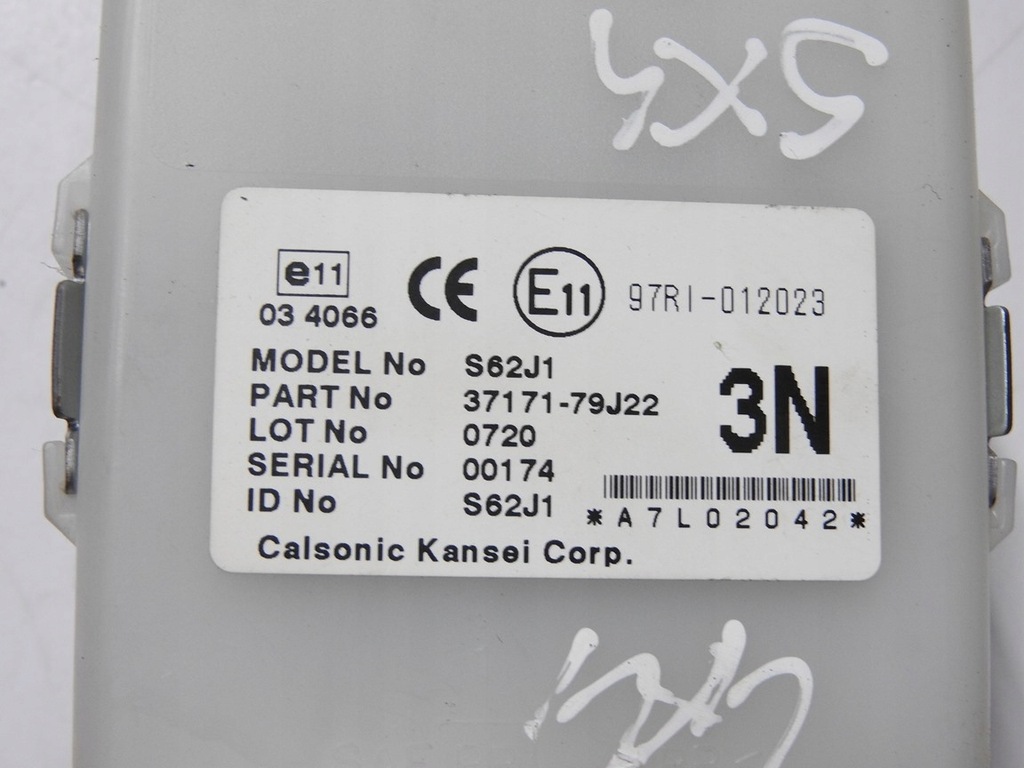 e11
03 4066
CE
E11
97RI-012023
MODEL No S62J1
PART No 37171-79J22
LOT No 0720
SERIAL No 00174
ID No S62J1
3N
*A7L02042*
Calsonic Kansei Corp.